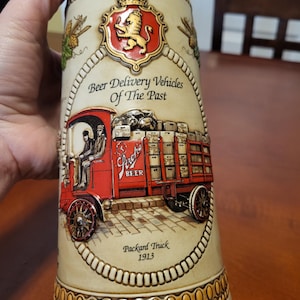 Beer Delivery Vehicles
Of The Past
Stroh's
BEER
Packard Truck
1913